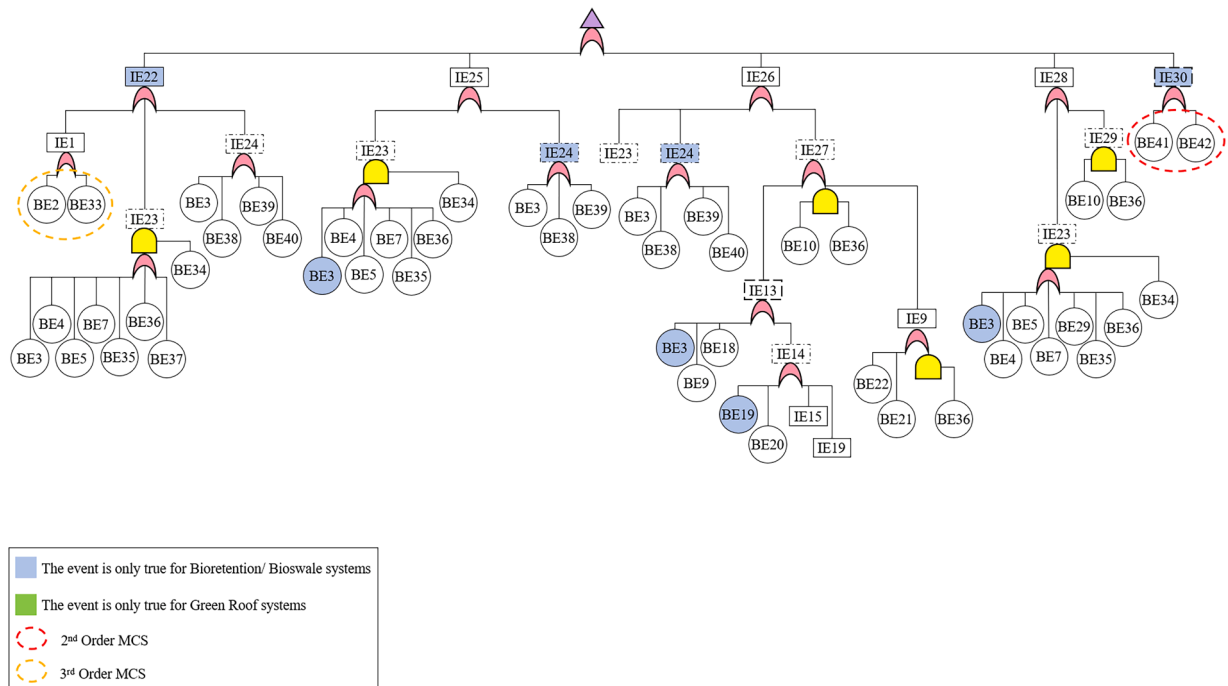 IE22
IE25
IE26
IE28
IE30
IE1
IE24
IE23
IE24
IE23
IE24
IE27
IE29
BE41
BE42
BE2
BE33
BE3
BE39
BE38
BE40
BE34
BE3
BE39
BE38
BE3
BE39
BE38
BE40
BE10
BE36
BE10
BE36
IE23
BE34
BE4
BE7
BE36
BE3
BE5
BE35
IE23
BE34
BE4
BE7
BE36
BE3
BE5
BE35
BE37
IE13
BE3
BE18
BE9
IE14
BE19
BE20
IE15
IE19
IE9
BE22
BE21
BE36
BE3
BE5
BE29
BE36
BE4
BE7
BE35
BE34
The event is only true for Bioretention/ Bioswale systems
The event is only true for Green Roof systems
2nd Order MCS
3rd Order MCS